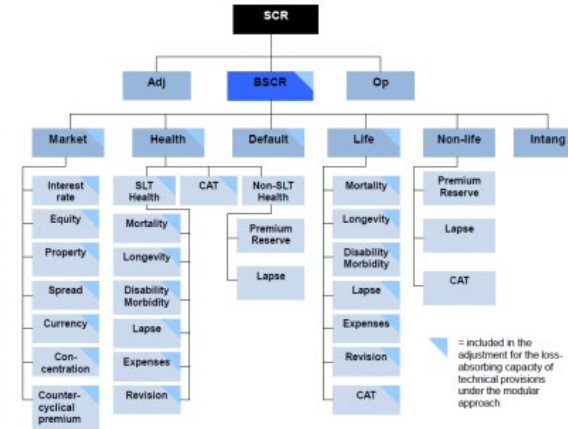 SCR
Adj
BSCR
Op
Market
Health
Default
Life
Non-life
Intang
Interest
rate
Equity
Property
Spread
Currency
Con-
centration
Counter-
cyclical
premium
SLT
Health
CAT
Non-SLT
Health
Mortality
Longevity
Disability
Morbidity
Lapse
Expenses
Revision
Premium
Reserve
Lapse
Mortality
Longevity
Disability
Morbidity
Lapse
Expenses
Revision
CAT
Premium
Reserve
Lapse
CAT
= included in the
adjustment for the loss-
absorbing capacity of
technical provisions
under the modular
approach